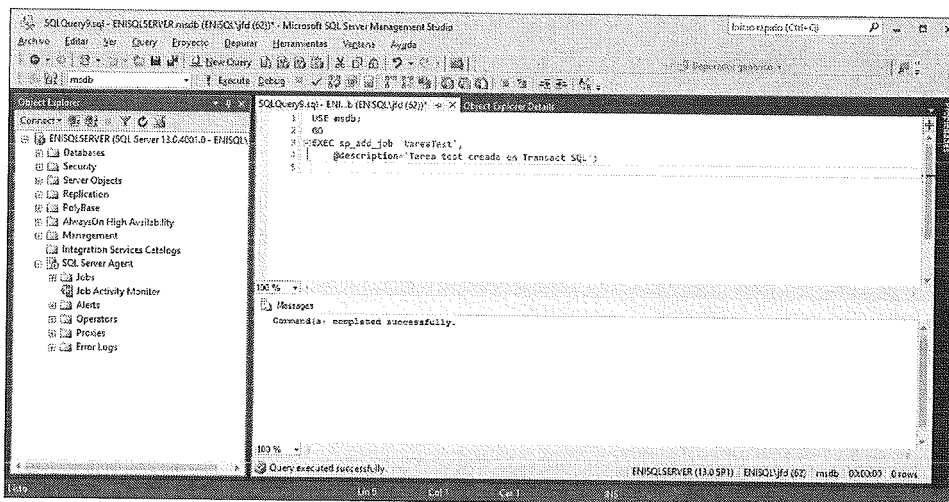 SQLQuery9.sql - ENISQLSERVER.msdb (ENISQL\jfd (62))* - Microsoft SQL Server Management Studio
Inicio rápido (Ctrl+Q)
Archivo Editar Ver Query Proyecto Depurar Herramientas Ventana Ayuda
New Query
msdb
Execute Debug
Object Explorer
Connect
ENISQLSERVER (SQL Server 13.0.4001.0 - ENISQL\
Databases
Security
Server Objects
Replication
PolyBase
AlwaysOn High Availability
Management
Integration Services Catalogs
SQL Server Agent
Jobs
Job Activity Monitor
Alerts
Operators
Proxies
Error Logs
SQLQuery9.sql - ENI...b (ENISQL\jfd (62))* Object Explorer Details
1 USE msdb;
2 GO
3 EXEC sp_add_job 'tareaTest',
4 @description='Tarea test creada en Transact SQL';
5
100 %
Messages
Command(s) completed successfully.
100 %
Query executed successfully.
ENISQLSERVER (13.0 SP1) ENISQL\jfd (62) msdb 00:00:00 0 rows
Listo
Lín 5 Col 1 Car 1 INS